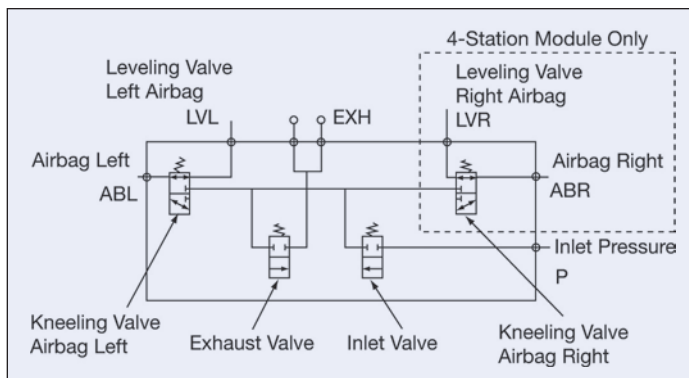 4-Station Module Only
Leveling Valve
Left Airbag
LVL
EXH
Leveling Valve
Right Airbag
LVR
Airbag Left
ABL
Airbag Right
ABR
Inlet Pressure
P
Kneeling Valve
Airbag Left
Exhaust Valve
Inlet Valve
Kneeling Valve
Airbag Right